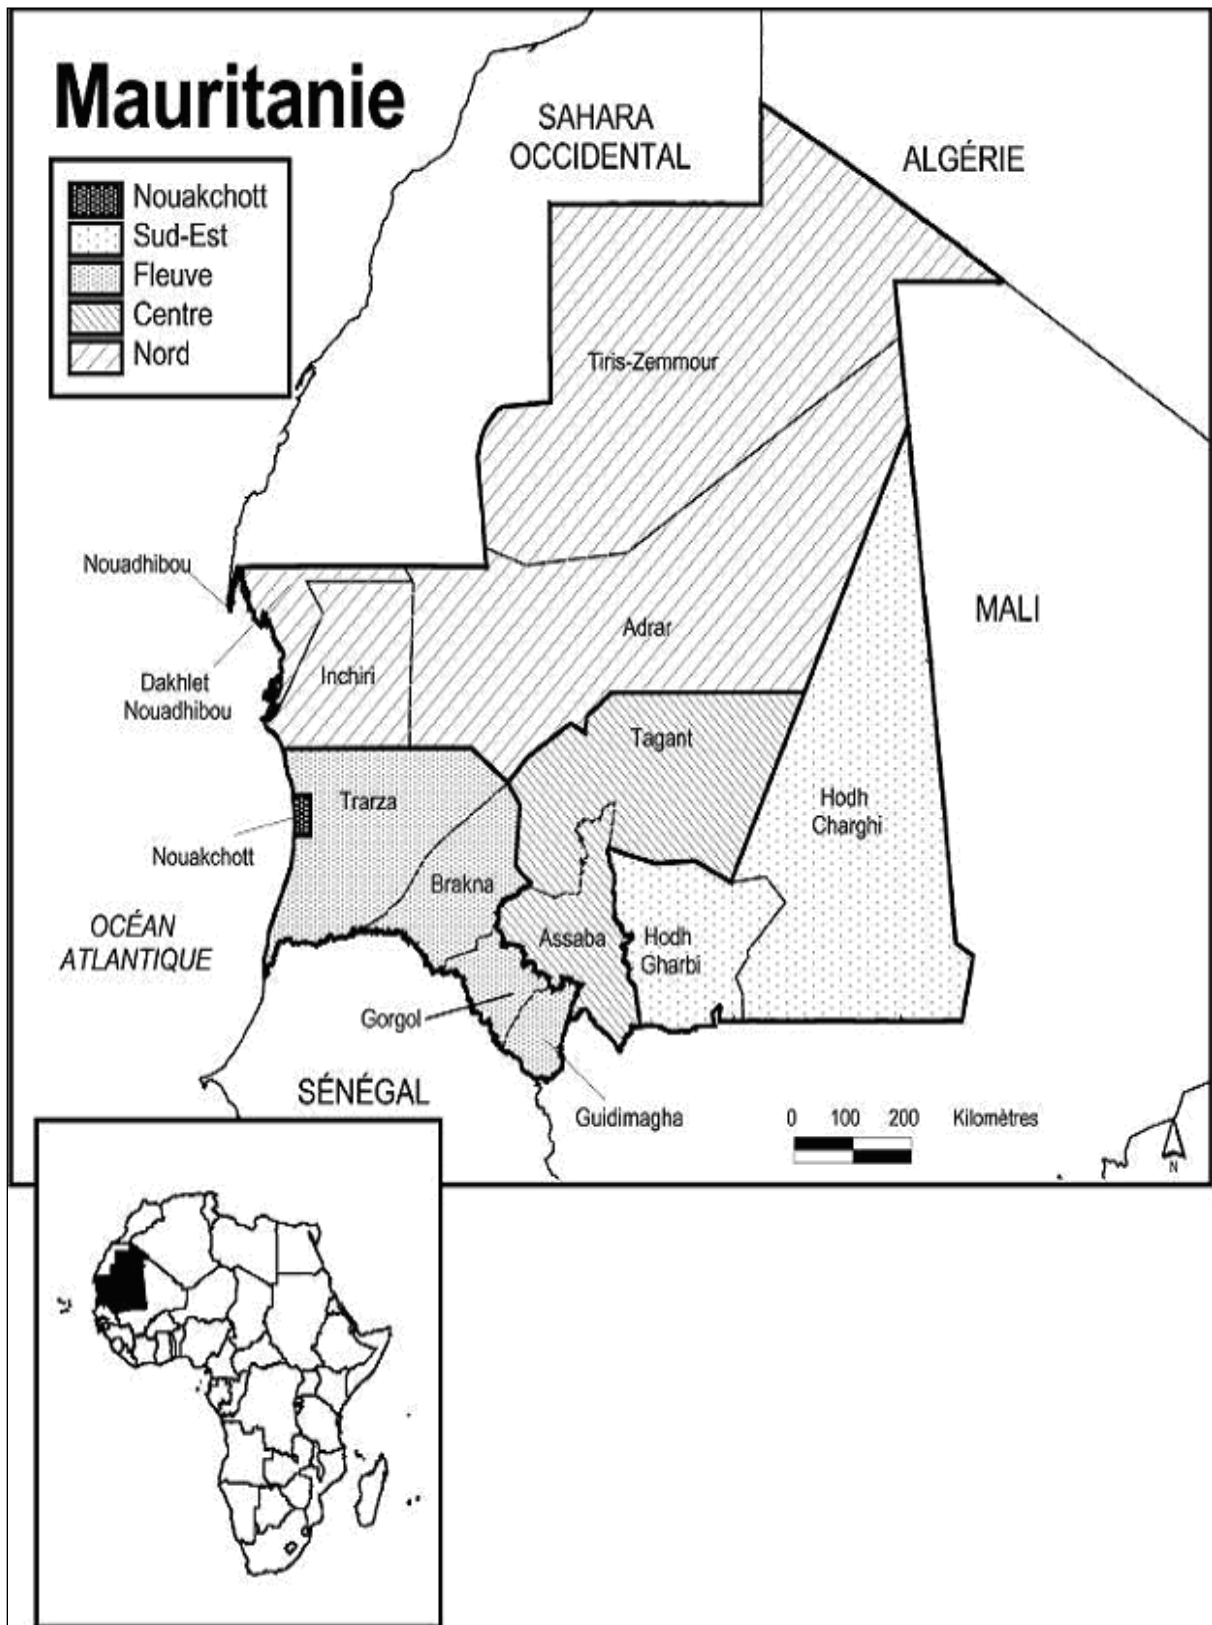 Mauritanie
Nouakchott
Sud-Est
Fleuve
Centre
Nord
SAHARA
OCCIDENTAL
ALGÉRIE
Tiris-Zemmour
Nouadhibou
MALI
Adrar
Inchiri
Dakhlet
Nouadhibou
Tagant
Trarza
Hodh
Charghi
Nouakchott
Brakna
OCÉAN
ATLANTIQUE
Assaba
Hodh
Gharbi
Gorgol
SÉNÉGAL
Guidimagha
0 100 200 Kilomètres
N